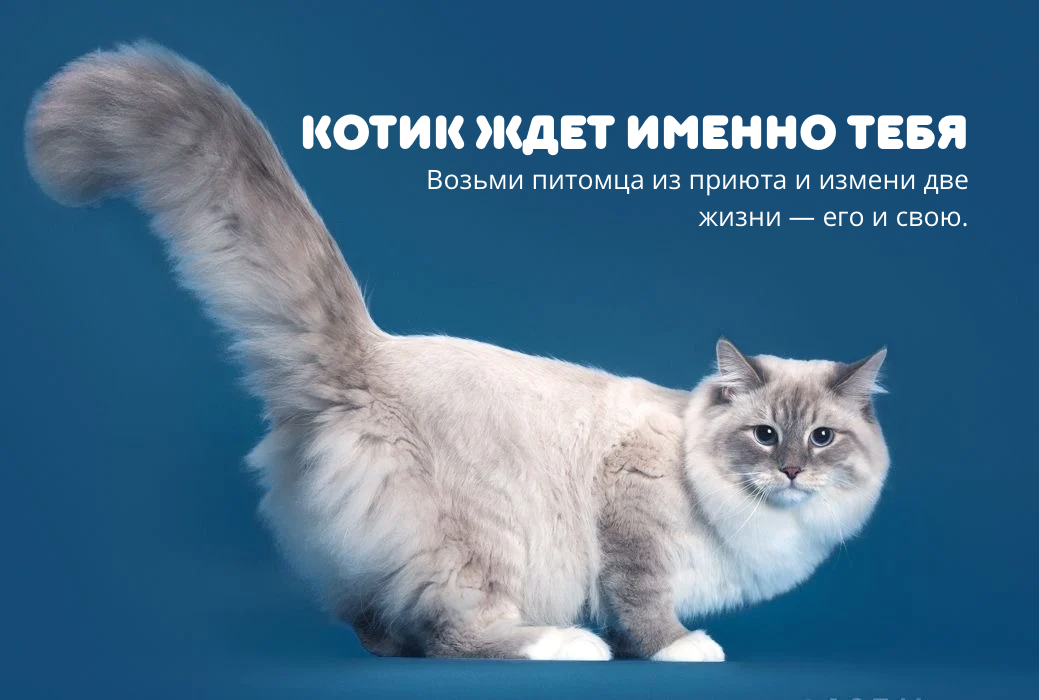 КОТИК ЖДЕТ ИМЕННО ТЕБЯ
Возьми питомца из приюта и измени две
жизни — его и свою.